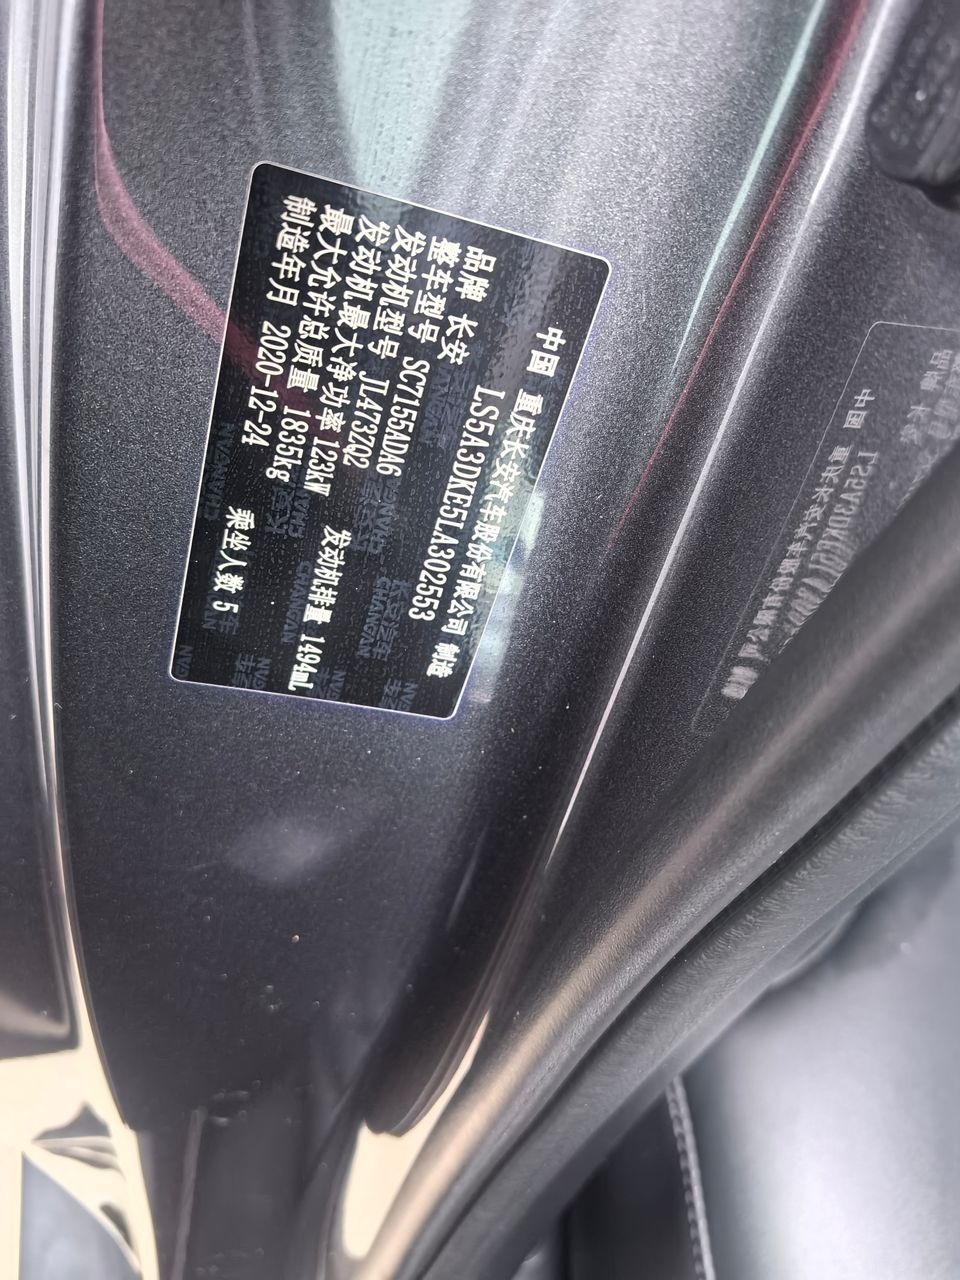 中国 重庆长安汽车股份有限公司 制造
LS5A3DKE5LA302553
品牌 长安
整车型号 SC7155ADA6
发动机型号 JL473ZQ2
发动机最大净功率 123kW 发动机排量 1494mL
最大允许总质量 1835kg
制造年月 2020-12-24 乘坐人数 5